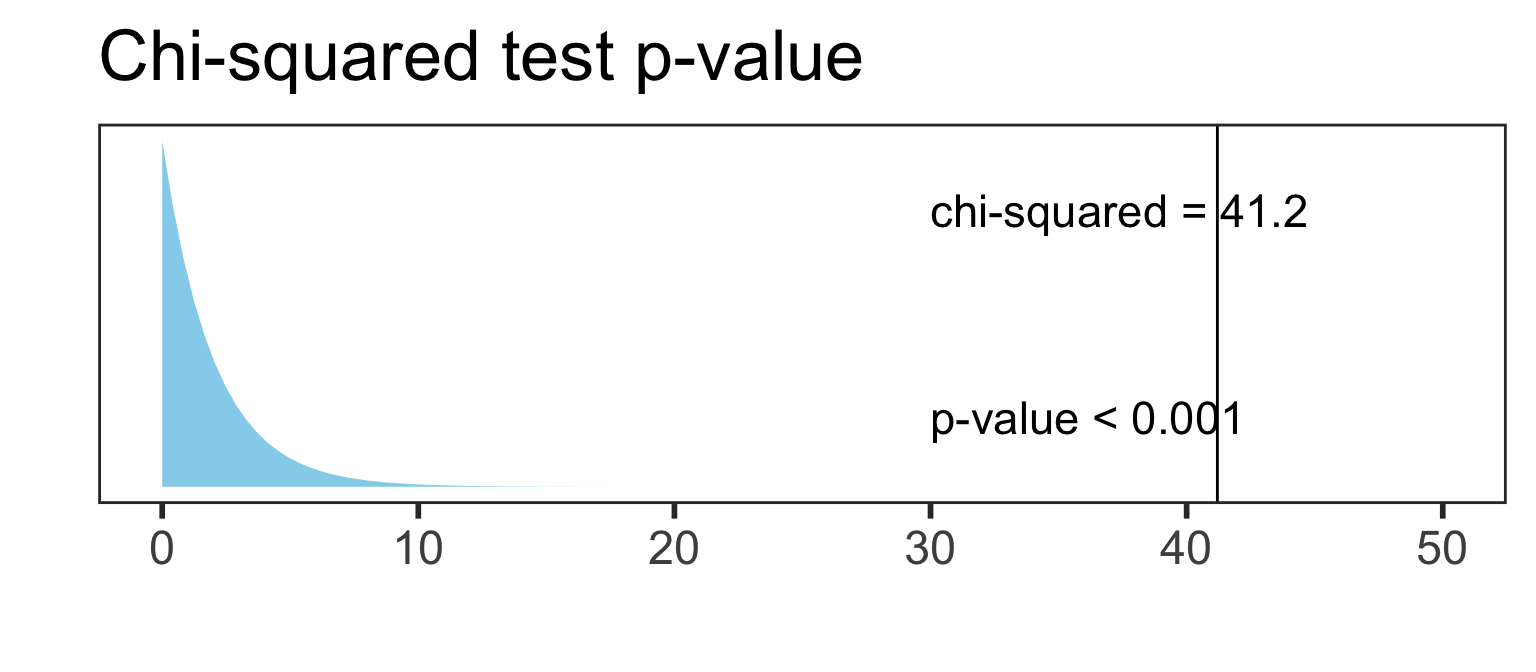 Chi-squared test p-value
chi-squared = 41.2
p-value < 0.001
0 10 20 30 40 50